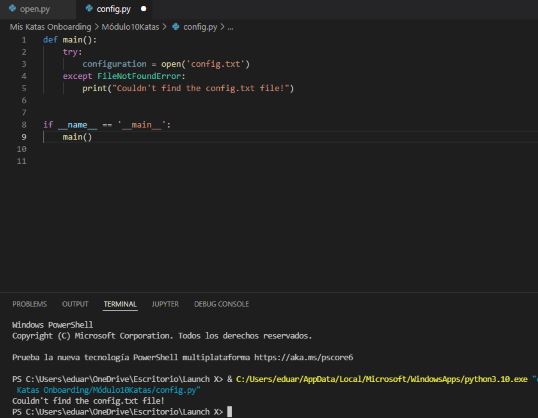 open.py config.py
Mis Katas Onboarding > Módulo10Katas > config.py > ...
1 def main():
2 try:
3 configuration = open('config.txt')
4 except FileNotFoundError:
5 print("Couldn't find the config.txt file!")
6
7
8 if __name__ == '__main__':
9 main()
10
11
PROBLEMS OUTPUT TERMINAL JUPYTER DEBUG CONSOLE
Windows PowerShell
Copyright (C) Microsoft Corporation. Todos los derechos reservados.
Prueba la nueva tecnología PowerShell multiplataforma https://aka.ms/pscore6
PS C:\Users\eduar\OneDrive\Escritorio\Launch X> & C:/Users/eduar/AppData/Local/Microsoft/WindowsApps/python3.10.exe
Katas Onboarding/Módulo10Katas/config.py"
Couldn't find the config.txt file!
PS C:\Users\eduar\OneDrive\Escritorio\Launch X>